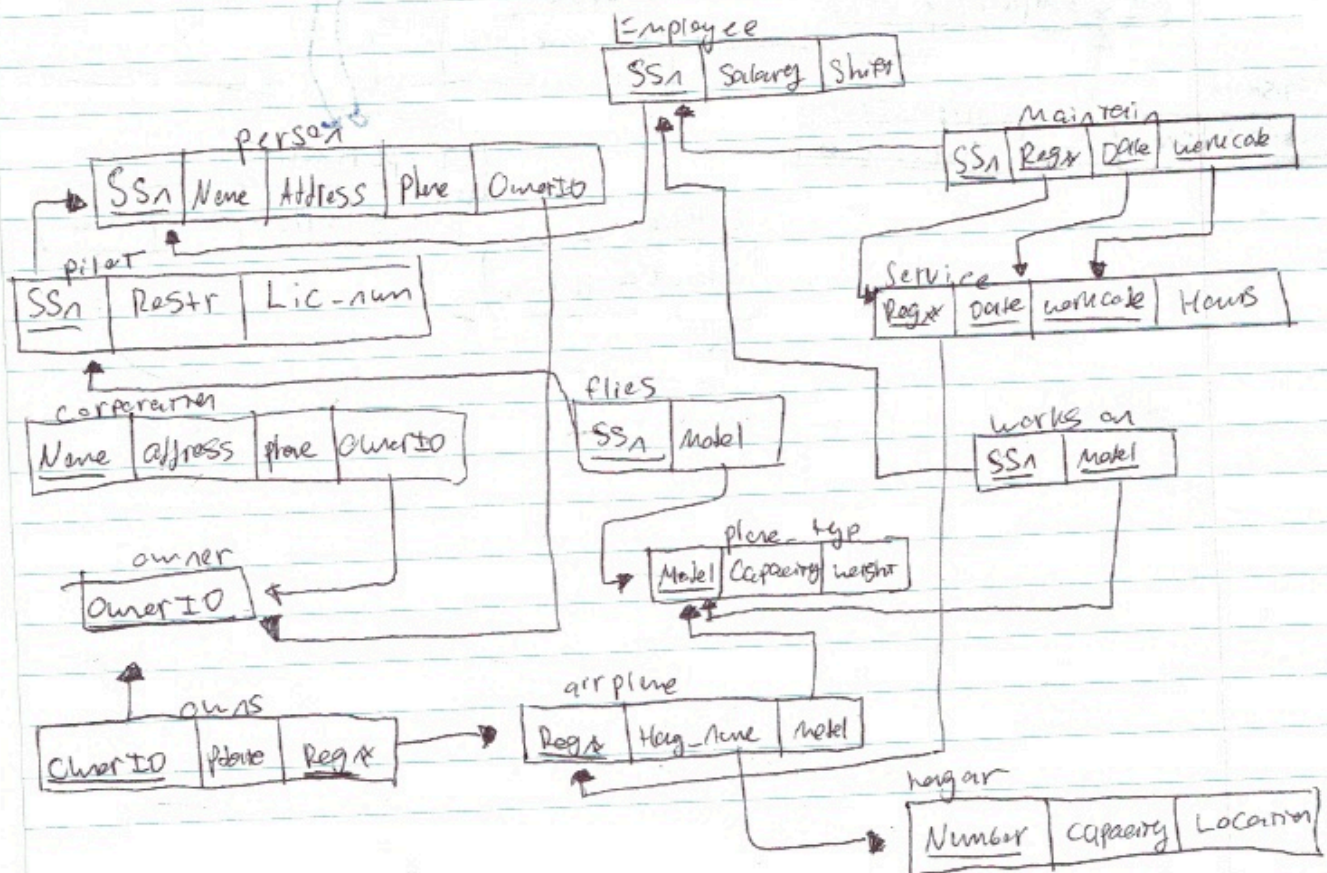 Employee
SSn Salary Shift
Maintain
SSn Reg# Date workcode
person
SSn Name Address Phone OwnerID
pilot
SSn Restr Lic-num
Service
Reg# Date workcode Hours
flies
SSn Model
corporation
Name address phone OwnerID
works on
SSn Model
plane_typ
Model Capacity weight
owner
OwnerID
airplane
Reg# Hag_name model
owns
OwnerID Pdate Reg#
hagar
Number capacity Location